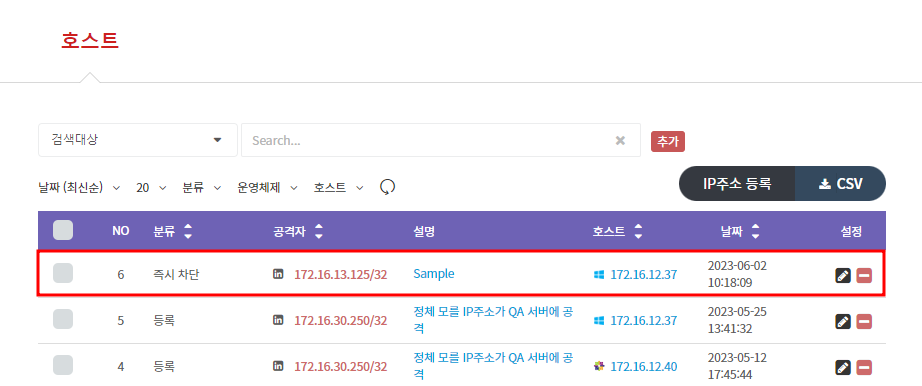 호스트
검색대상 Search... 추가
날짜 (최신순) 20 분류 운영체제 호스트 IP주소 등록 CSV
NO 분류 공격자 설명 호스트 날짜 설정
6 즉시 차단 172.16.13.125/32 Sample 172.16.12.37 2023-06-02
10:18:09
5 등록 172.16.30.250/32 정체 모를 IP주소가 QA 서버에 공
격 172.16.12.37 2023-05-25
13:41:32
4 등록 172.16.30.250/32 정체 모를 IP주소가 QA 서버에 공
격 172.16.12.40 2023-05-12
17:45:44